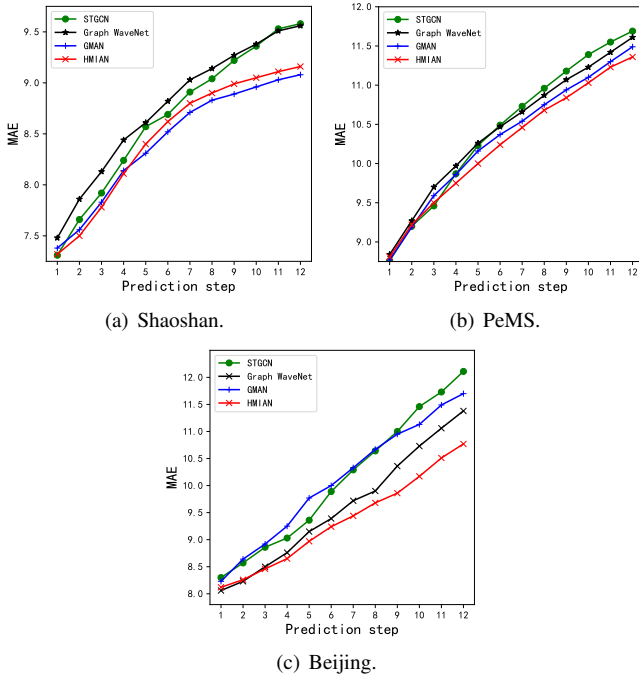 STGCN
Graph WaveNet
GMAN
HMIAN
MAE
9.5
9.0
8.5
8.0
7.5
1 2 3 4 5 6 7 8 9 10 11 12
Prediction step
(a) Shaoshan.
STGCN
Graph WaveNet
GMAN
HMIAN
MAE
12.0
11.5
11.0
10.5
10.0
9.5
9.0
1 2 3 4 5 6 7 8 9 10 11 12
Prediction step
(b) PeMS.
STGCN
Graph WaveNet
GMAN
HMIAN
MAE
12.0
11.5
11.0
10.5
10.0
9.5
9.0
8.5
8.0
1 2 3 4 5 6 7 8 9 10 11 12
Prediction step
(c) Beijing.